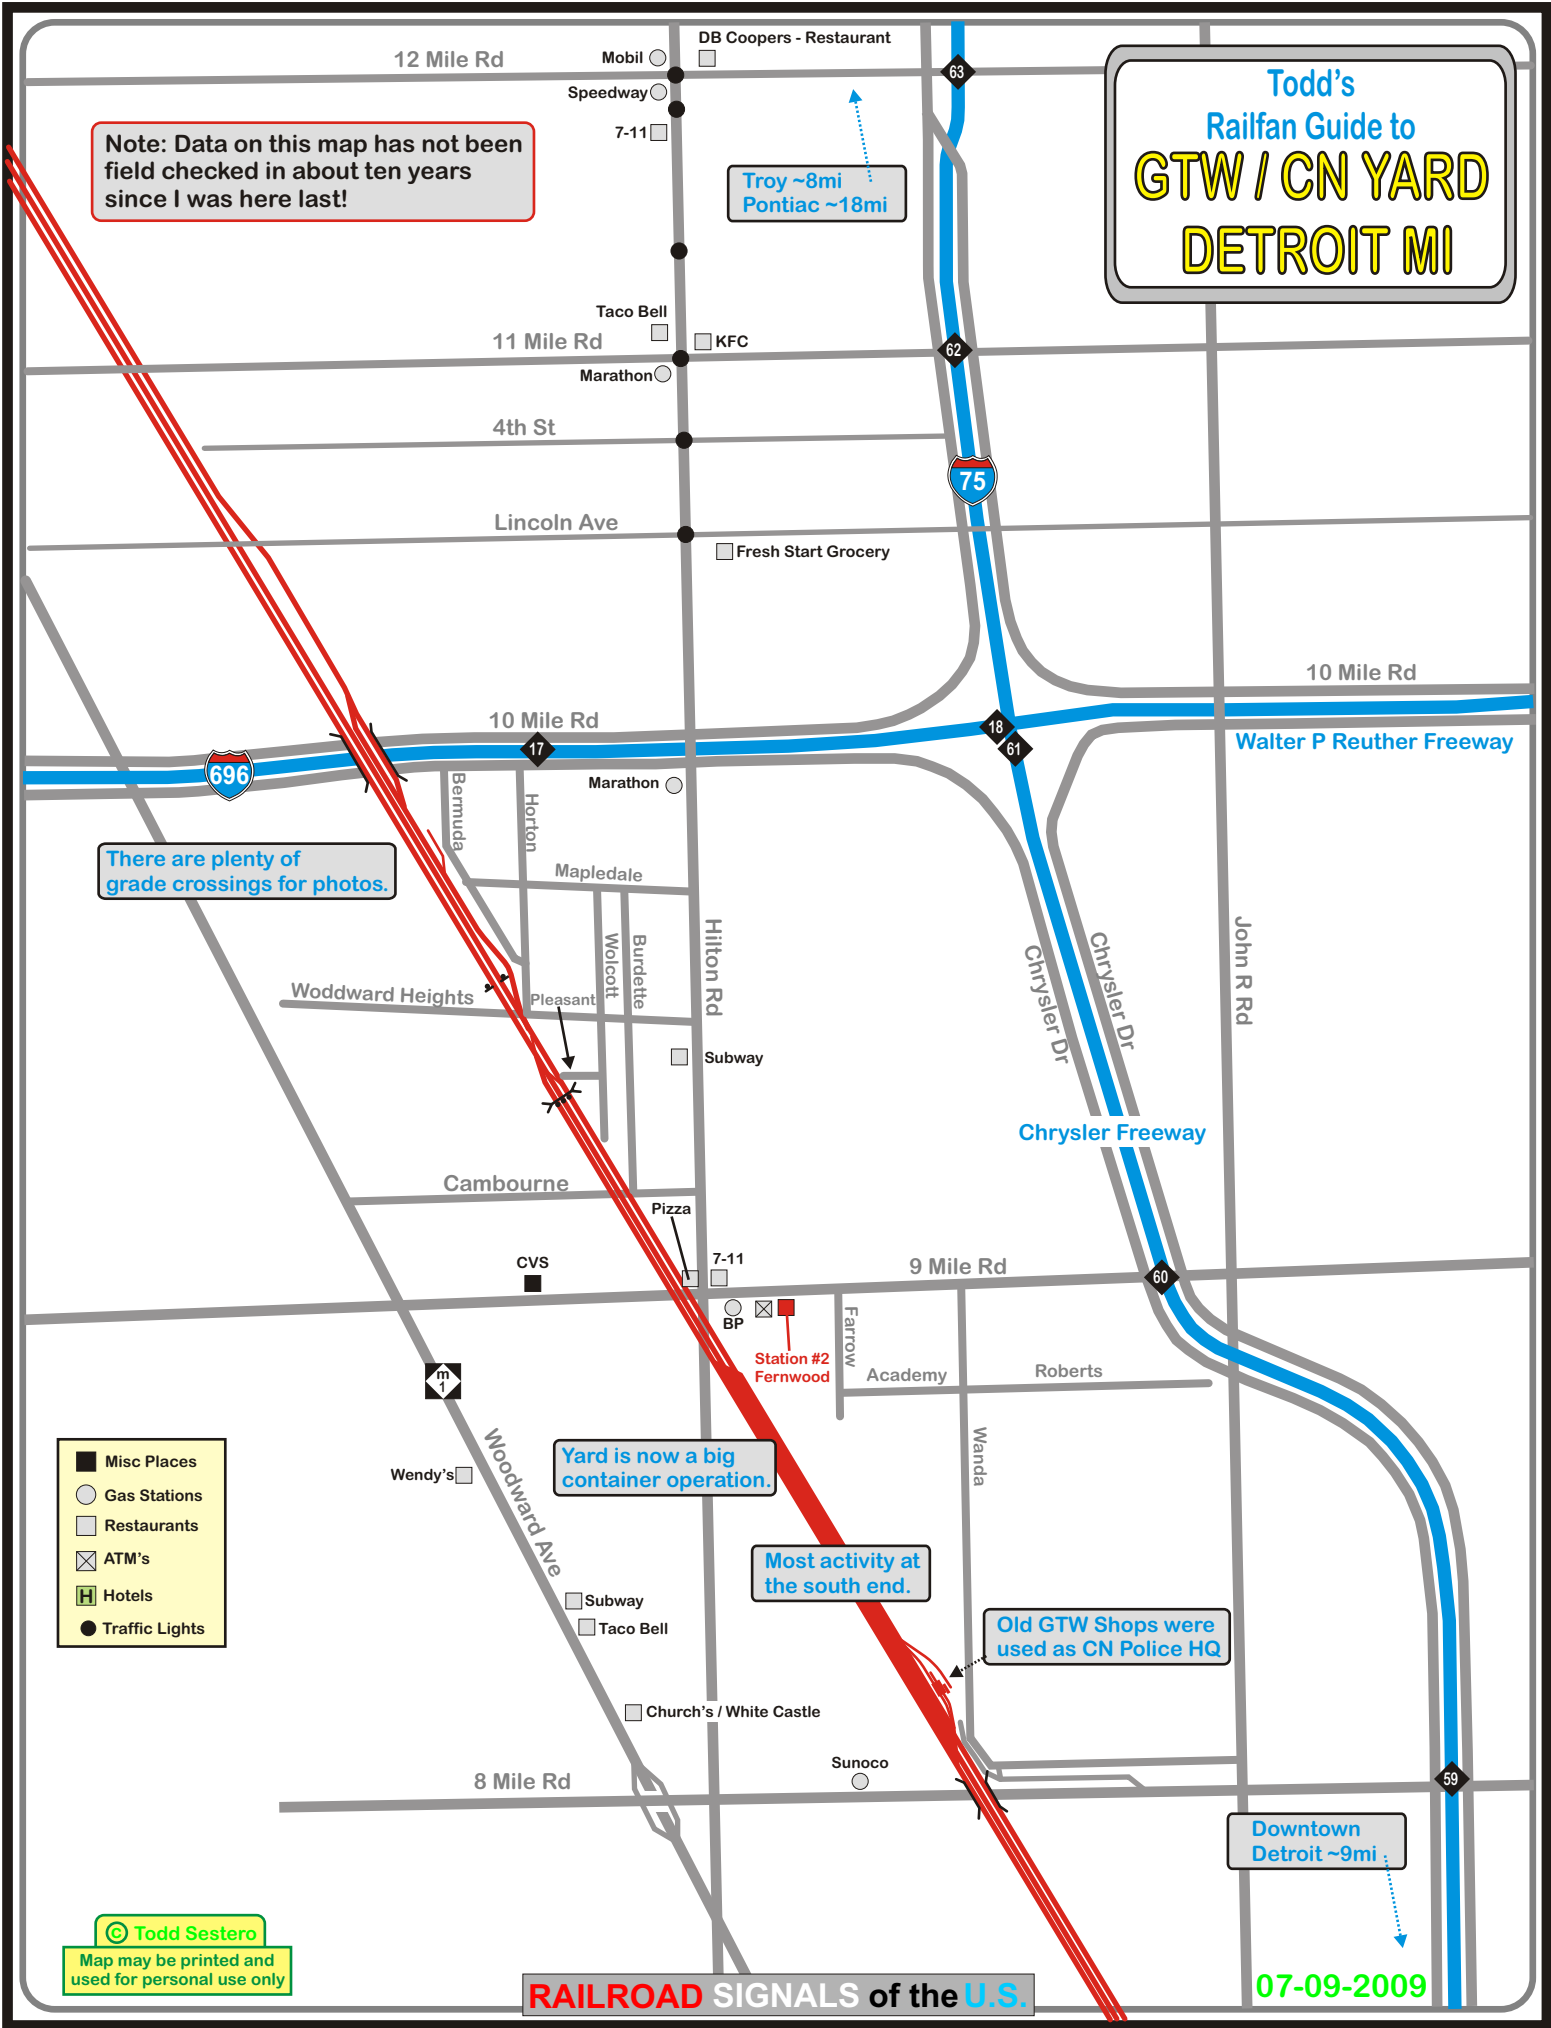 DB Coopers - Restaurant
12 Mile Rd
Mobil
63
Speedway
7-11
Todd's
Railfan Guide to
GTW / CN YARD
DETROIT MI
Note: Data on this map has not been
field checked in about ten years
since I was here last!
Troy ~8mi
Pontiac ~18mi
Taco Bell
11 Mile Rd
KFC
62
Marathon
4th St
75
Lincoln Ave
Fresh Start Grocery
10 Mile Rd
10 Mile Rd
18
17
61
Walter P Reuther Freeway
696
Marathon
Bermuda
Horton
There are plenty of
grade crossings for photos.
Mapledale
Wolcott
Burdette
Hilton Rd
Chrysler Dr
Chrysler Dr
John R Rd
Woddward Heights
Pleasant
Subway
Chrysler Freeway
Cambourne
Pizza
CVS
7-11
9 Mile Rd
60
BP
Farrow
Station #2
Fernwood
Academy
Roberts
m
1
Wanda
Woodward Ave
Yard is now a big
container operation.
Misc Places
Gas Stations
Restaurants
ATM's
H Hotels
Traffic Lights
Wendy's
Most activity at
the south end.
Subway
Taco Bell
Old GTW Shops were
used as CN Police HQ
Church's / White Castle
Sunoco
8 Mile Rd
59
Downtown
Detroit ~9mi
© Todd Sestero
Map may be printed and
used for personal use only
RAILROAD SIGNALS of the U.S.
07-09-2009